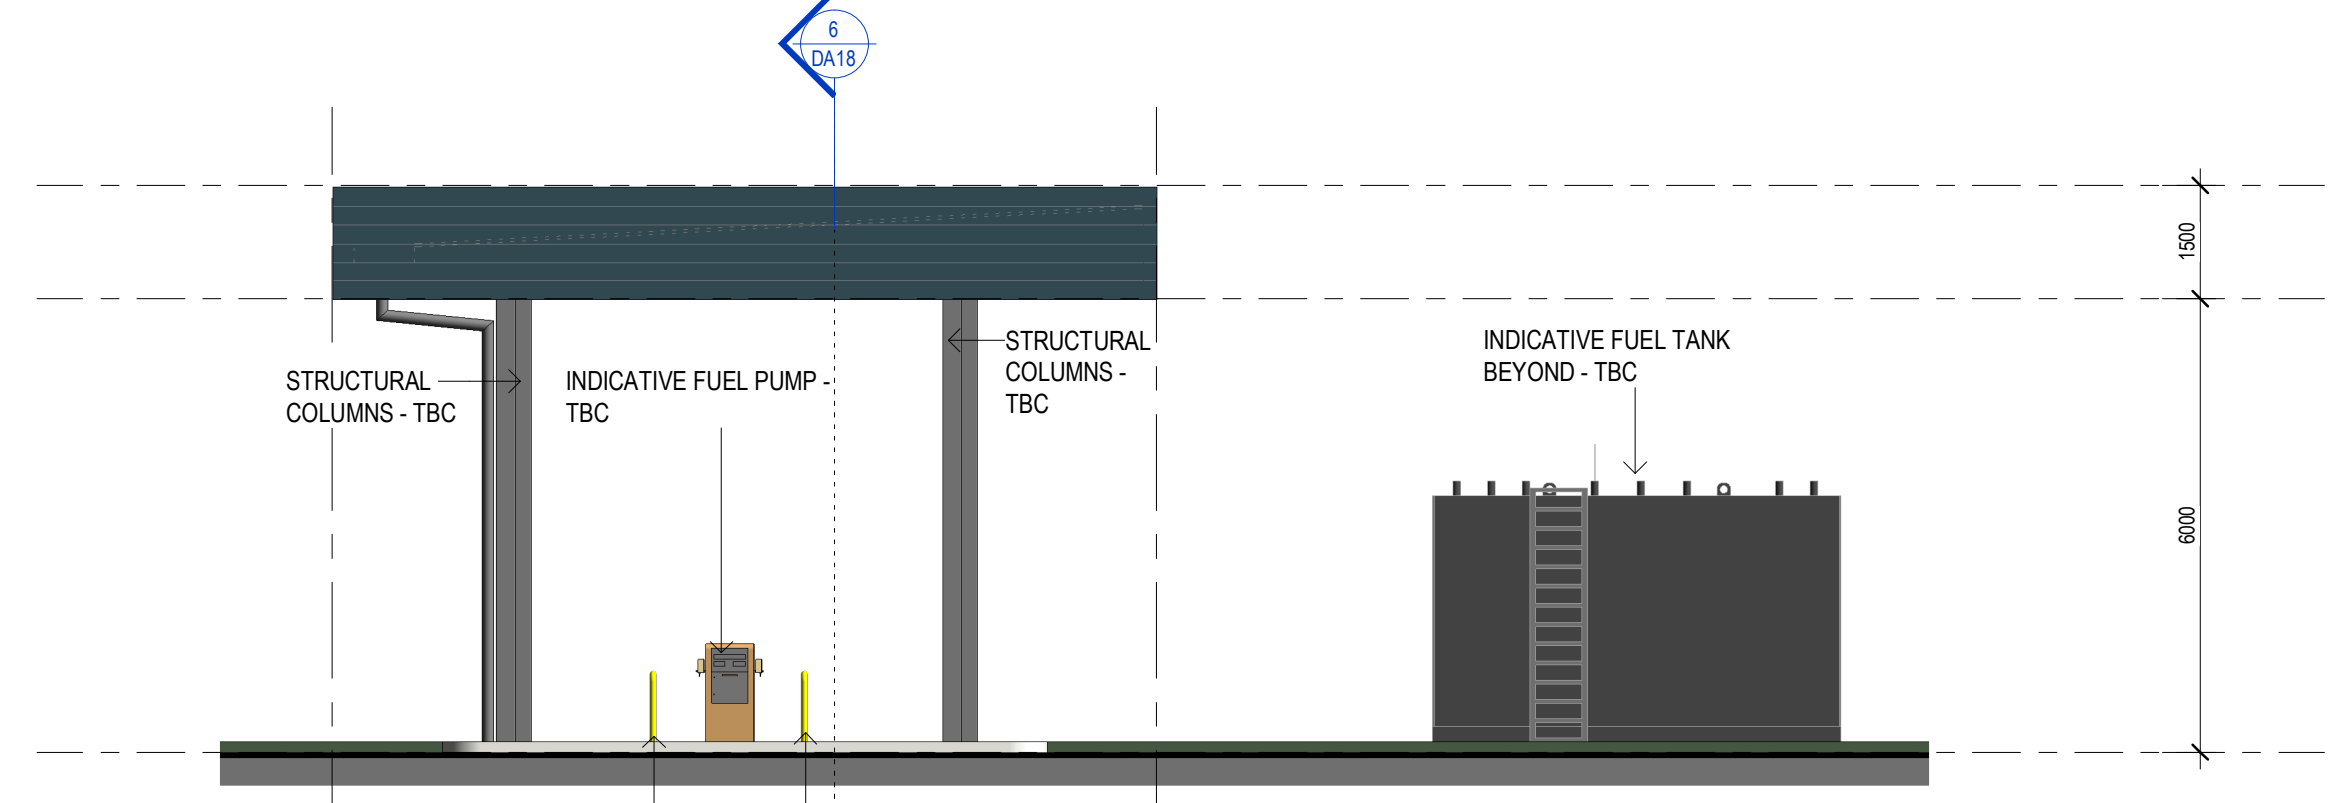 6
DA18
1500
STRUCTURAL
COLUMNS -
TBC
INDICATIVE FUEL TANK
BEYOND - TBC
STRUCTURAL
COLUMNS - TBC
INDICATIVE FUEL PUMP -
TBC
6000